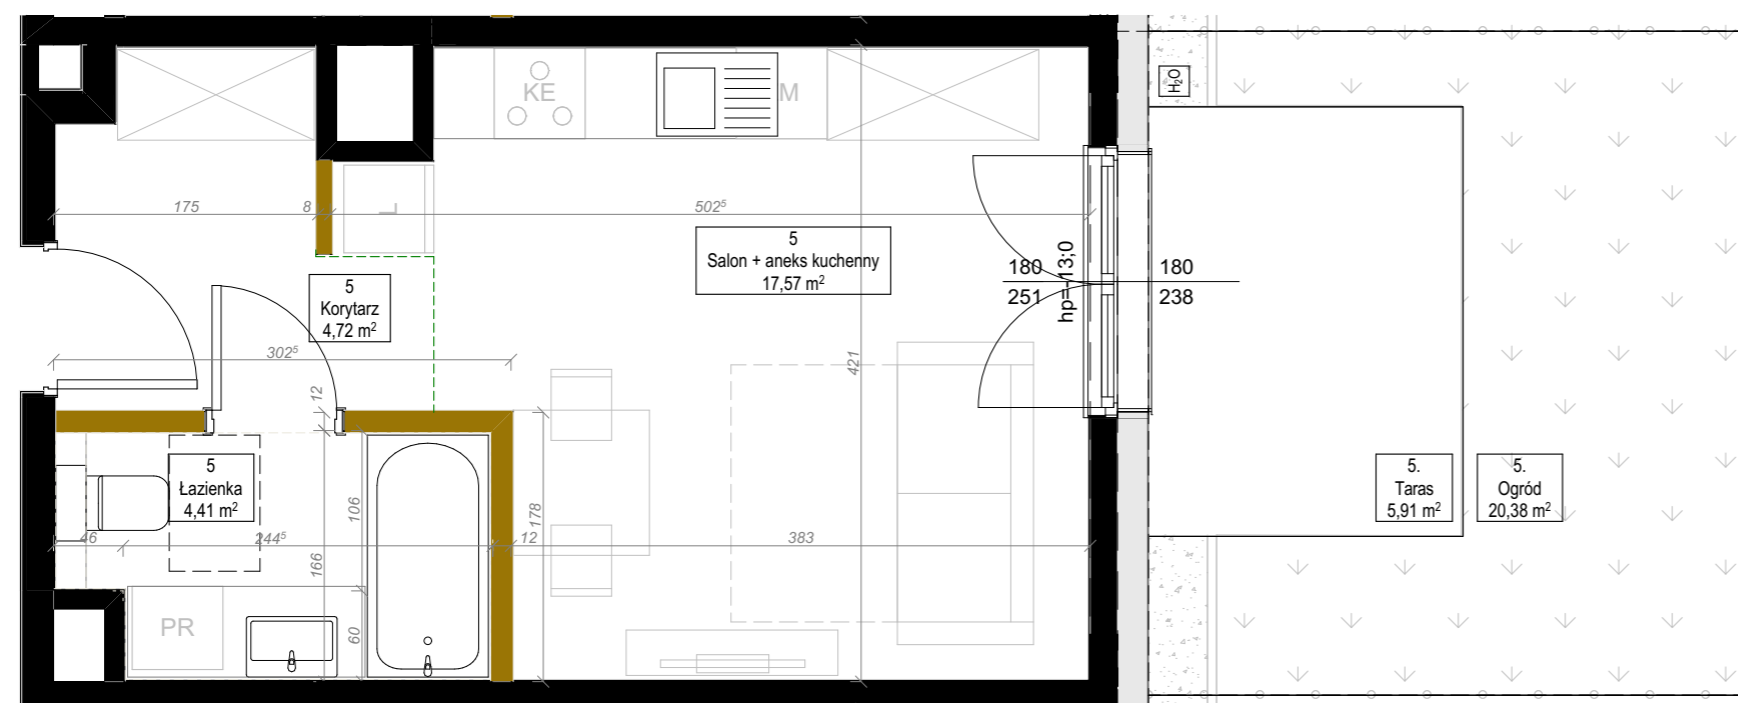 H₂O
KE
M
175
8
502⁵
L
5
Salon + aneks kuchenny
17,57 m²
180
251
hp=-13;0
180
238
5
Korytarz
4,72 m²
302⁵
421
12
5
Łazienka
4,41 m²
106
178
5.
Taras
5,91 m²
5.
Ogród
20,38 m²
46
244⁵
12
383
166
60
PR